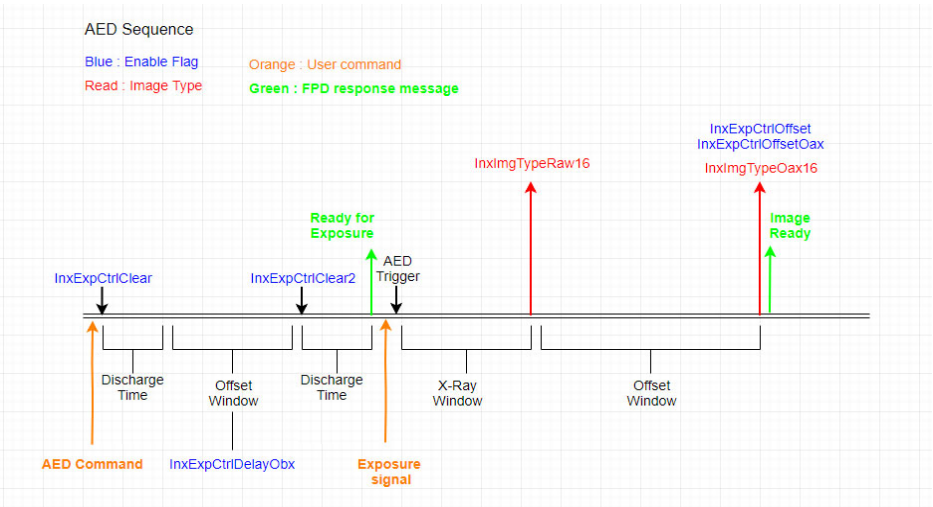 AED Sequence
Blue : Enable Flag
Orange : User command
Read : Image Type
Green : FPD response message
InxExpCtrlOffset
InxExpCtrlOffsetOax
InxImgTypeRaw16
InxImgTypeOax16
Ready for
Exposure
Image
Ready
AED
Trigger
InxExpCtrlClear
InxExpCtrlClear2
Discharge
Time
Offset
Window
Discharge
Time
X-Ray
Window
Offset
Window
AED Command
InxExpCtrlDelayObx
Exposure
signal